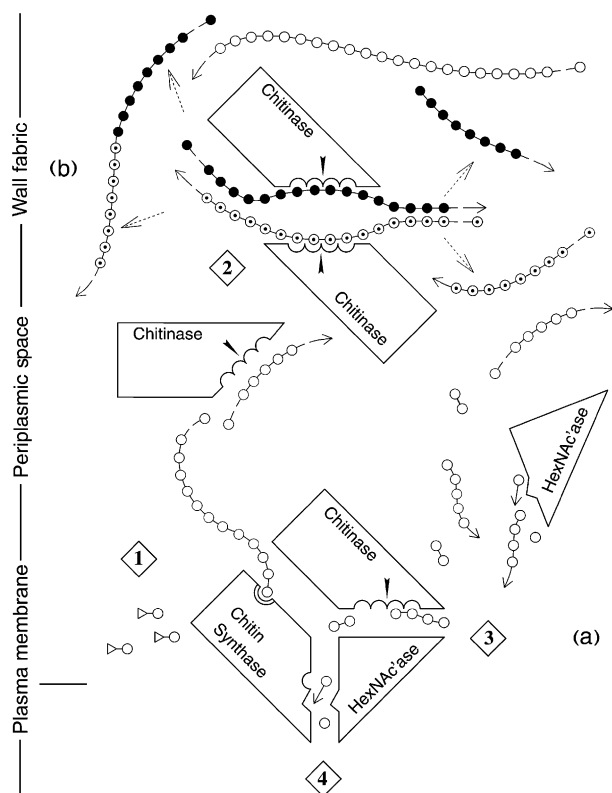 Wall fabric
Periplasmic space
Plasma membrane
(b)
Chitinase
2
Chitinase
Chitinase
HexNAc'ase
1
Chitinase
Chitin
Synthase
HexNAc'ase
3
(a)
4